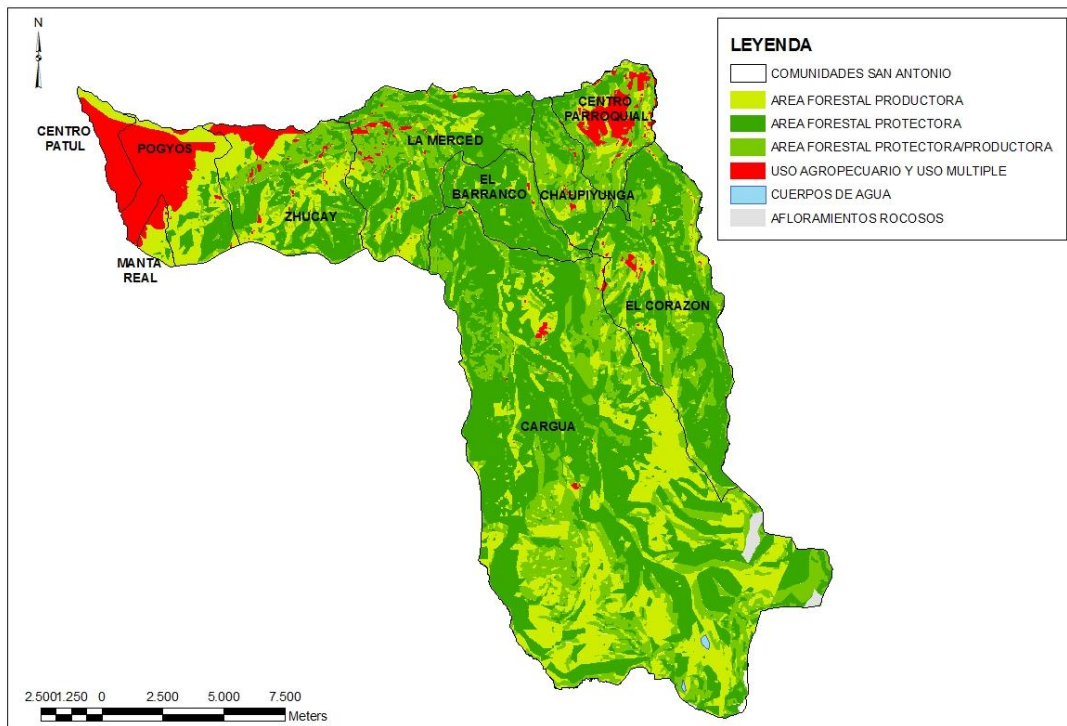 N
LEYENDA
COMUNIDADES SAN ANTONIO
AREA FORESTAL PRODUCTORA
AREA FORESTAL PROTECTORA
AREA FORESTAL PROTECTORA/PRODUCTORA
USO AGROPECUARIO Y USO MULTIPLE
CUERPOS DE AGUA
AFLORAMIENTOS ROCOSOS
CENTRO
PATUL
POGYOS
MANTA
REAL
ZHUCAY
LA MERCED
EL
BARRANCO
CHAUPIYUNGA
CENTRO
PARROQUIAL
EL CORAZON
CARGUA
2.500 1.250 0 2.500 5.000 7.500
Meters